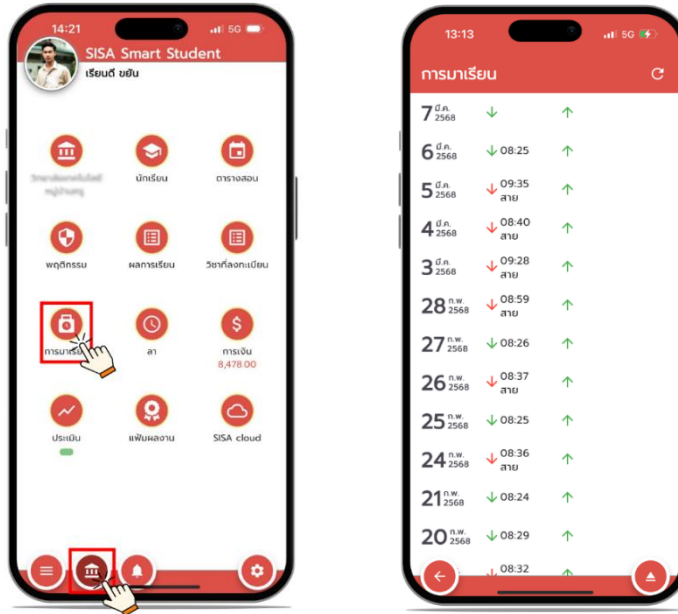 14:21
5G
SISA Smart Student
เรียนดี ขยัน
นักเรียน
ตารางสอน
พฤติกรรม
ผลการเรียน
วิชาที่ลงทะเบียน
ลา
การเงิน
8,478.00
ประเมิน
แฟ้มผลงาน
SISA cloud
13:13
5G
การมาเรียน
7 มี.ค. 2568
6 มี.ค. 2568 08:25
5 มี.ค. 2568 09:35 สาย
4 มี.ค. 2568 08:40 สาย
3 มี.ค. 2568 09:28 สาย
28 ก.พ. 2568 08:59 สาย
27 ก.พ. 2568 08:26
26 ก.พ. 2568 08:37 สาย
25 ก.พ. 2568 08:25
24 ก.พ. 2568 08:36 สาย
21 ก.พ. 2568 08:24
20 ก.พ. 2568 08:29
08:32